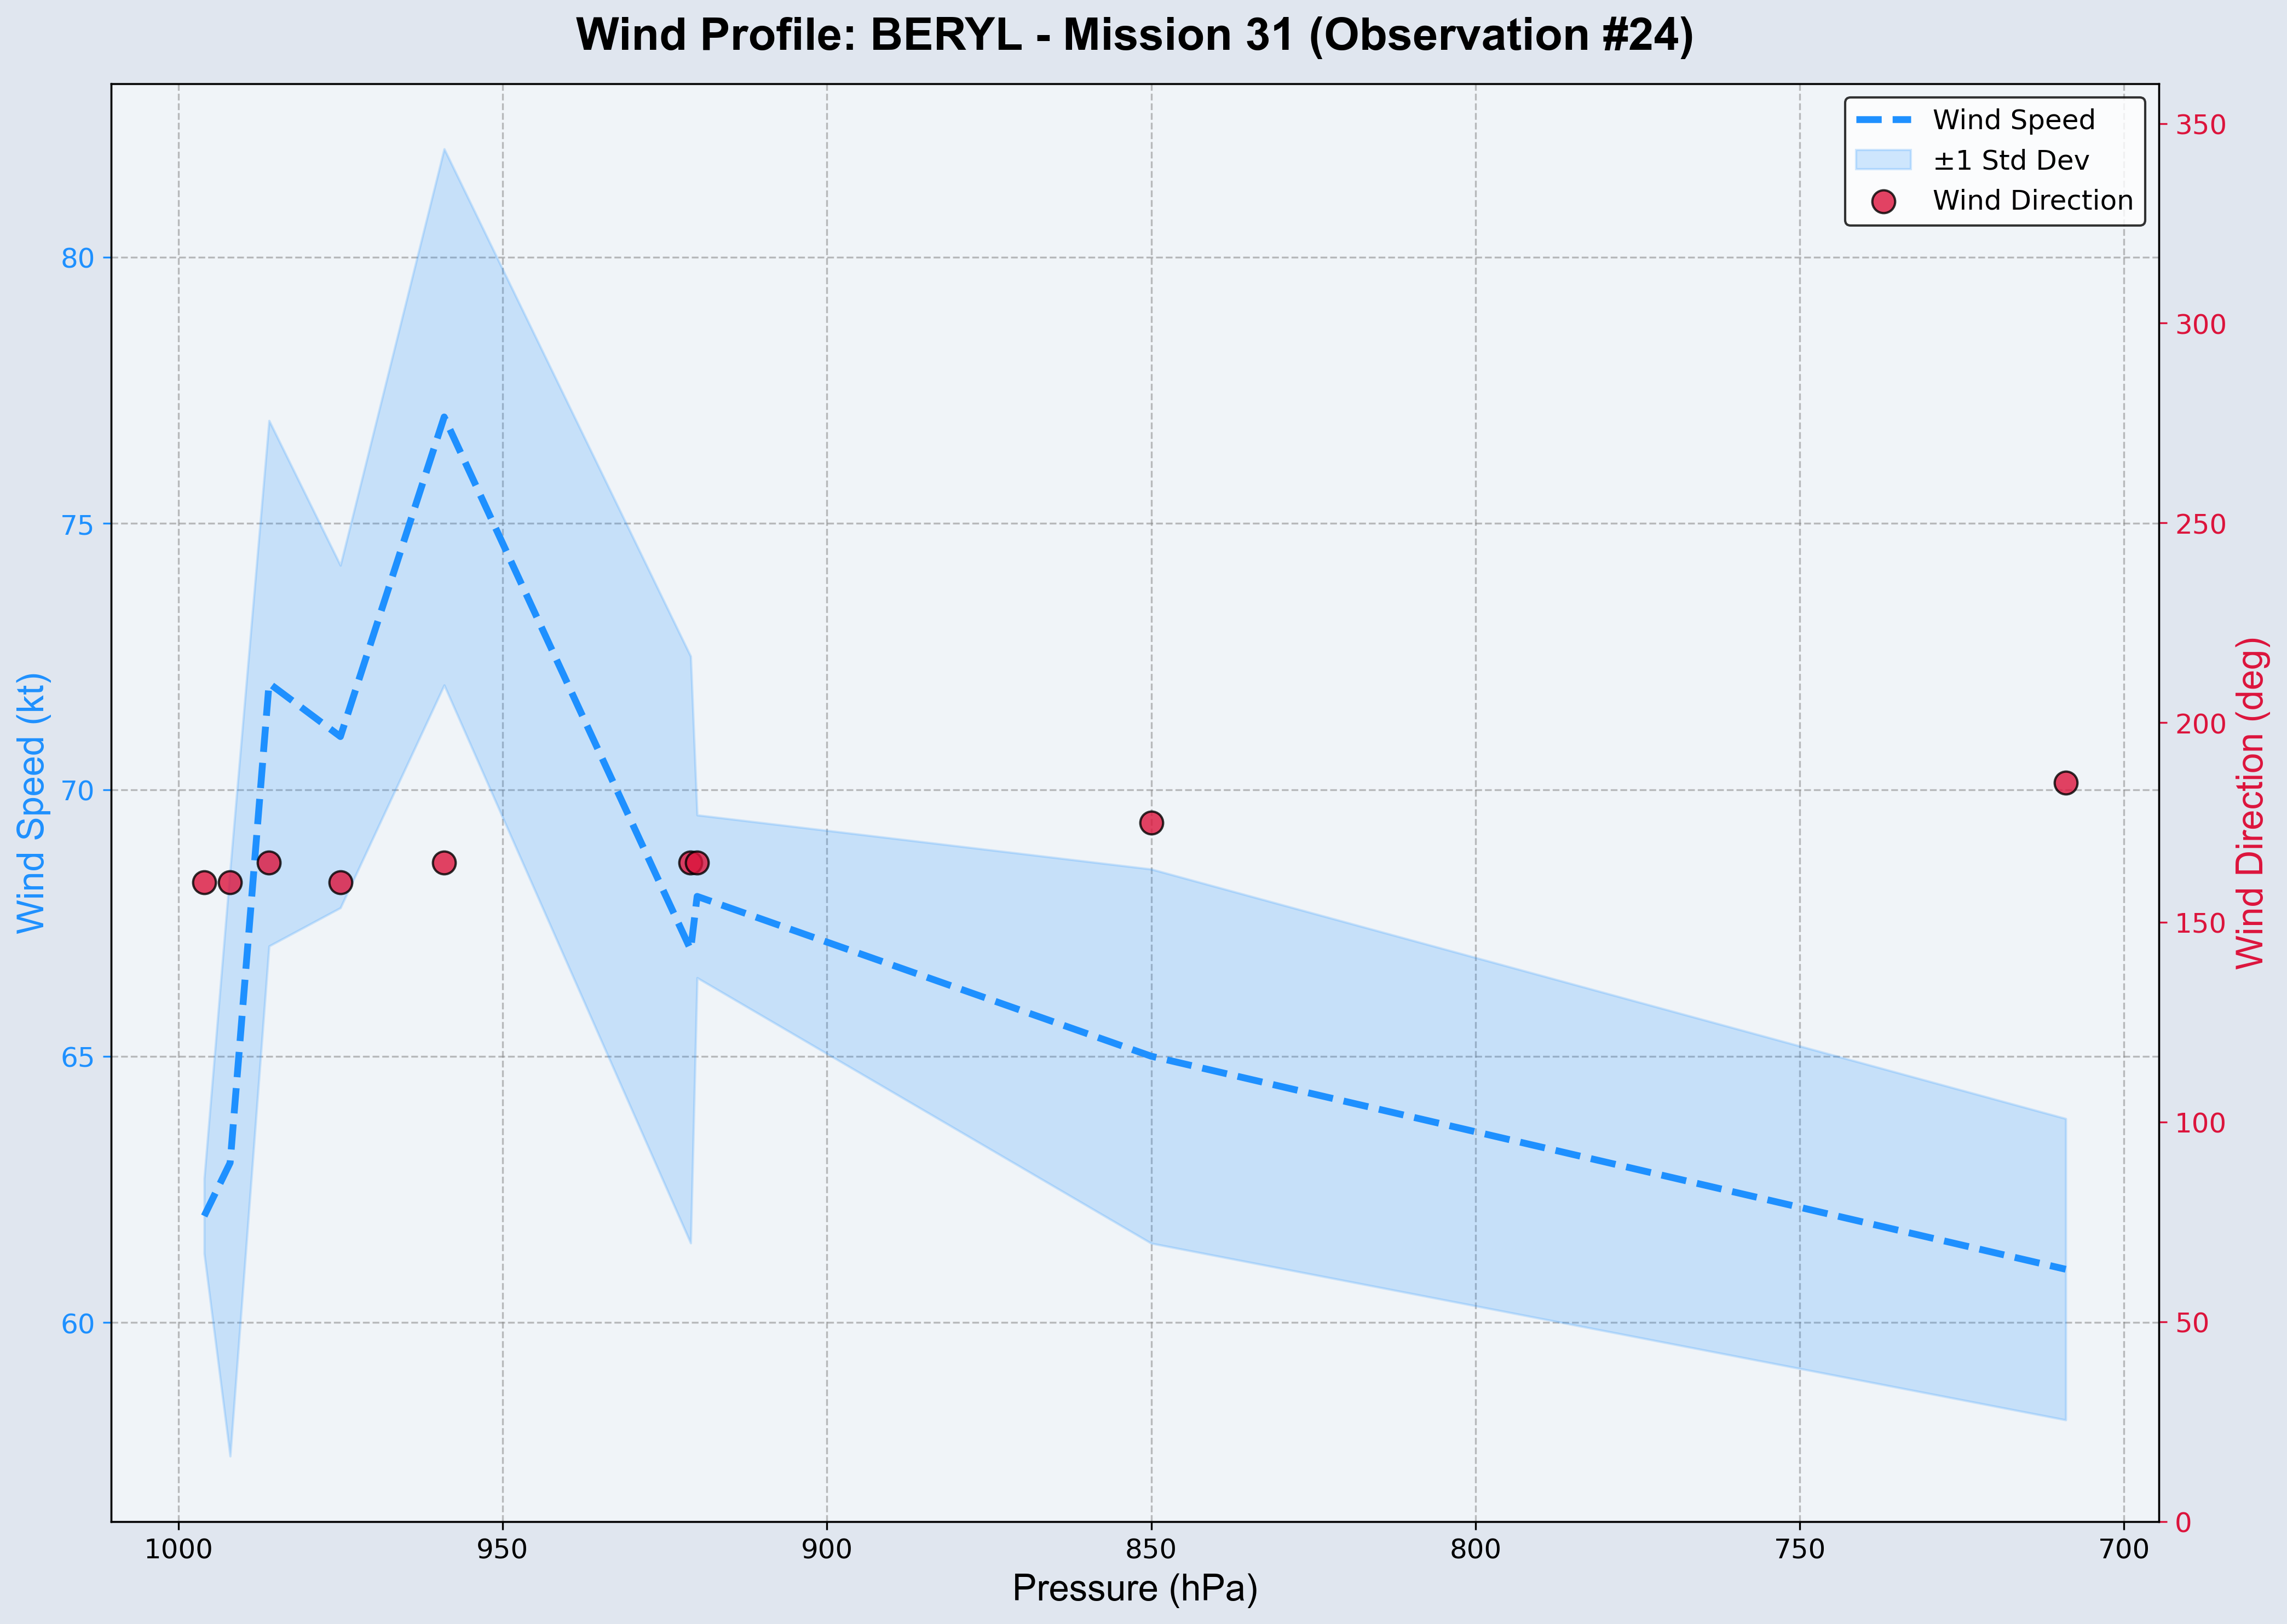 Wind Profile: BERYL - Mission 31 (Observation #24)
Wind Speed
±1 Std Dev
Wind Direction
Wind Speed (kt)
80
75
70
65
60
350
300
250
200
150
100
50
0
Wind Direction (deg)
1000 950 900 850 800 750 700
Pressure (hPa)